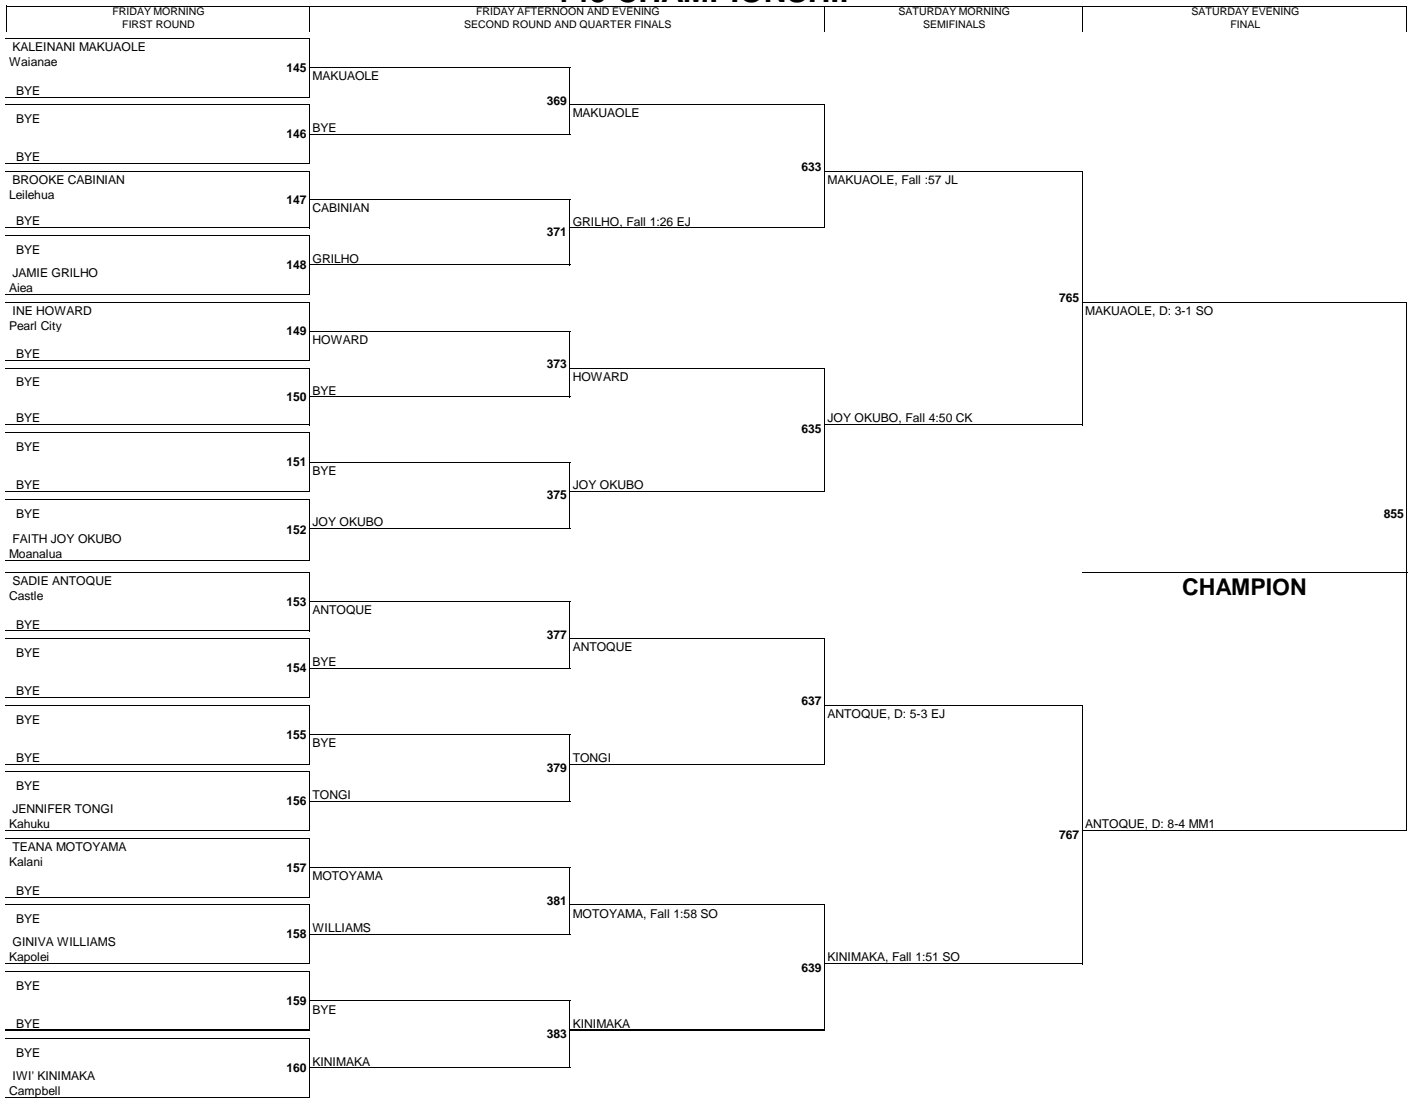 FRIDAY MORNING
FIRST ROUND
FRIDAY AFTERNOON AND EVENING
SECOND ROUND AND QUARTER FINALS
SATURDAY MORNING
SEMIFINALS
SATURDAY EVENING
FINAL
KALEINANI MAKUAOLE
Waianae
145
BYE
MAKUAOLE
369
BYE
146
BYE
BYE
MAKUAOLE
633
BROOKE CABINIAN
Leilehua
147
BYE
CABINIAN
371
BYE
148
JAMIE GRILHO
Aiea
GRILHO
GRILHO, Fall 1:26 EJ
MAKUAOLE, Fall :57 JL
765
INE HOWARD
Pearl City
149
BYE
HOWARD
373
BYE
150
BYE
BYE
HOWARD
635
BYE
151
BYE
BYE
375
BYE
152
FAITH JOY OKUBO
Moanalua
JOY OKUBO
JOY OKUBO
JOY OKUBO, Fall 4:50 CK
MAKUAOLE, D: 3-1 SO
855
CHAMPION
SADIE ANTOQUE
Castle
153
BYE
ANTOQUE
377
BYE
154
BYE
BYE
ANTOQUE
637
BYE
155
BYE
BYE
379
BYE
156
JENNIFER TONGI
Kahuku
TONGI
TONGI
ANTOQUE, D: 5-3 EJ
767
TEANA MOTOYAMA
Kalani
157
BYE
MOTOYAMA
381
BYE
158
GINIVA WILLIAMS
Kapolei
WILLIAMS
MOTOYAMA, Fall 1:58 SO
639
BYE
159
BYE
BYE
383
BYE
160
IWI' KINIMAKA
Campbell
KINIMAKA
KINIMAKA
KINIMAKA, Fall 1:51 SO
ANTOQUE, D: 8-4 MM1